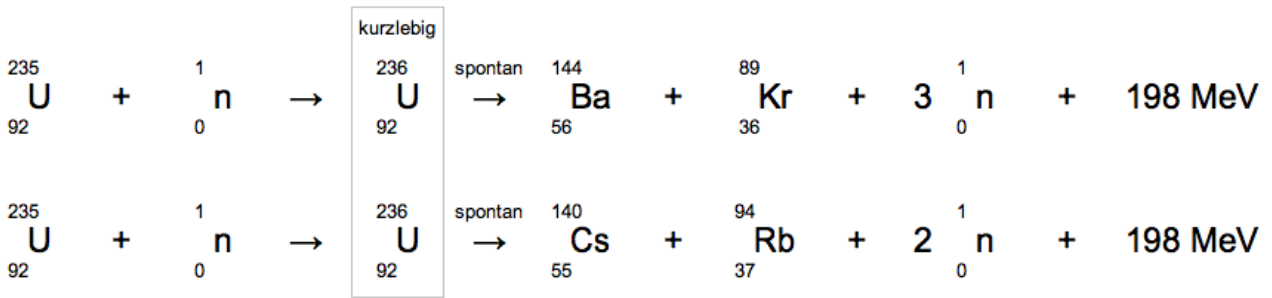 kurzlebig
235 1 236 spontan 144 89 1
U + n → U → Ba + Kr + 3 n + 198 MeV
92 0 92 56 36 0
235 1 236 spontan 140 94 1
U + n → U → Cs + Rb + 2 n + 198 MeV
92 0 92 55 37 0